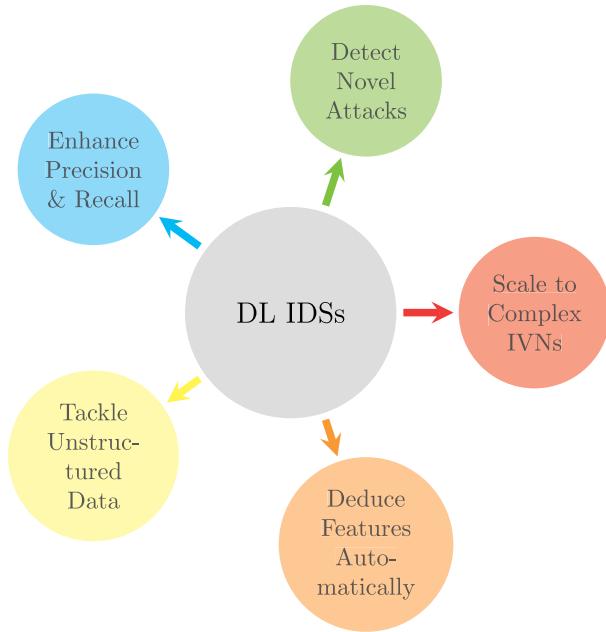 Detect
Novel
Attacks
Enhance
Precision
& Recall
DL IDSs
Scale to
Complex
IVNs
Tackle
Unstruc-
tured
Data
Deduce
Features
Auto-
matically